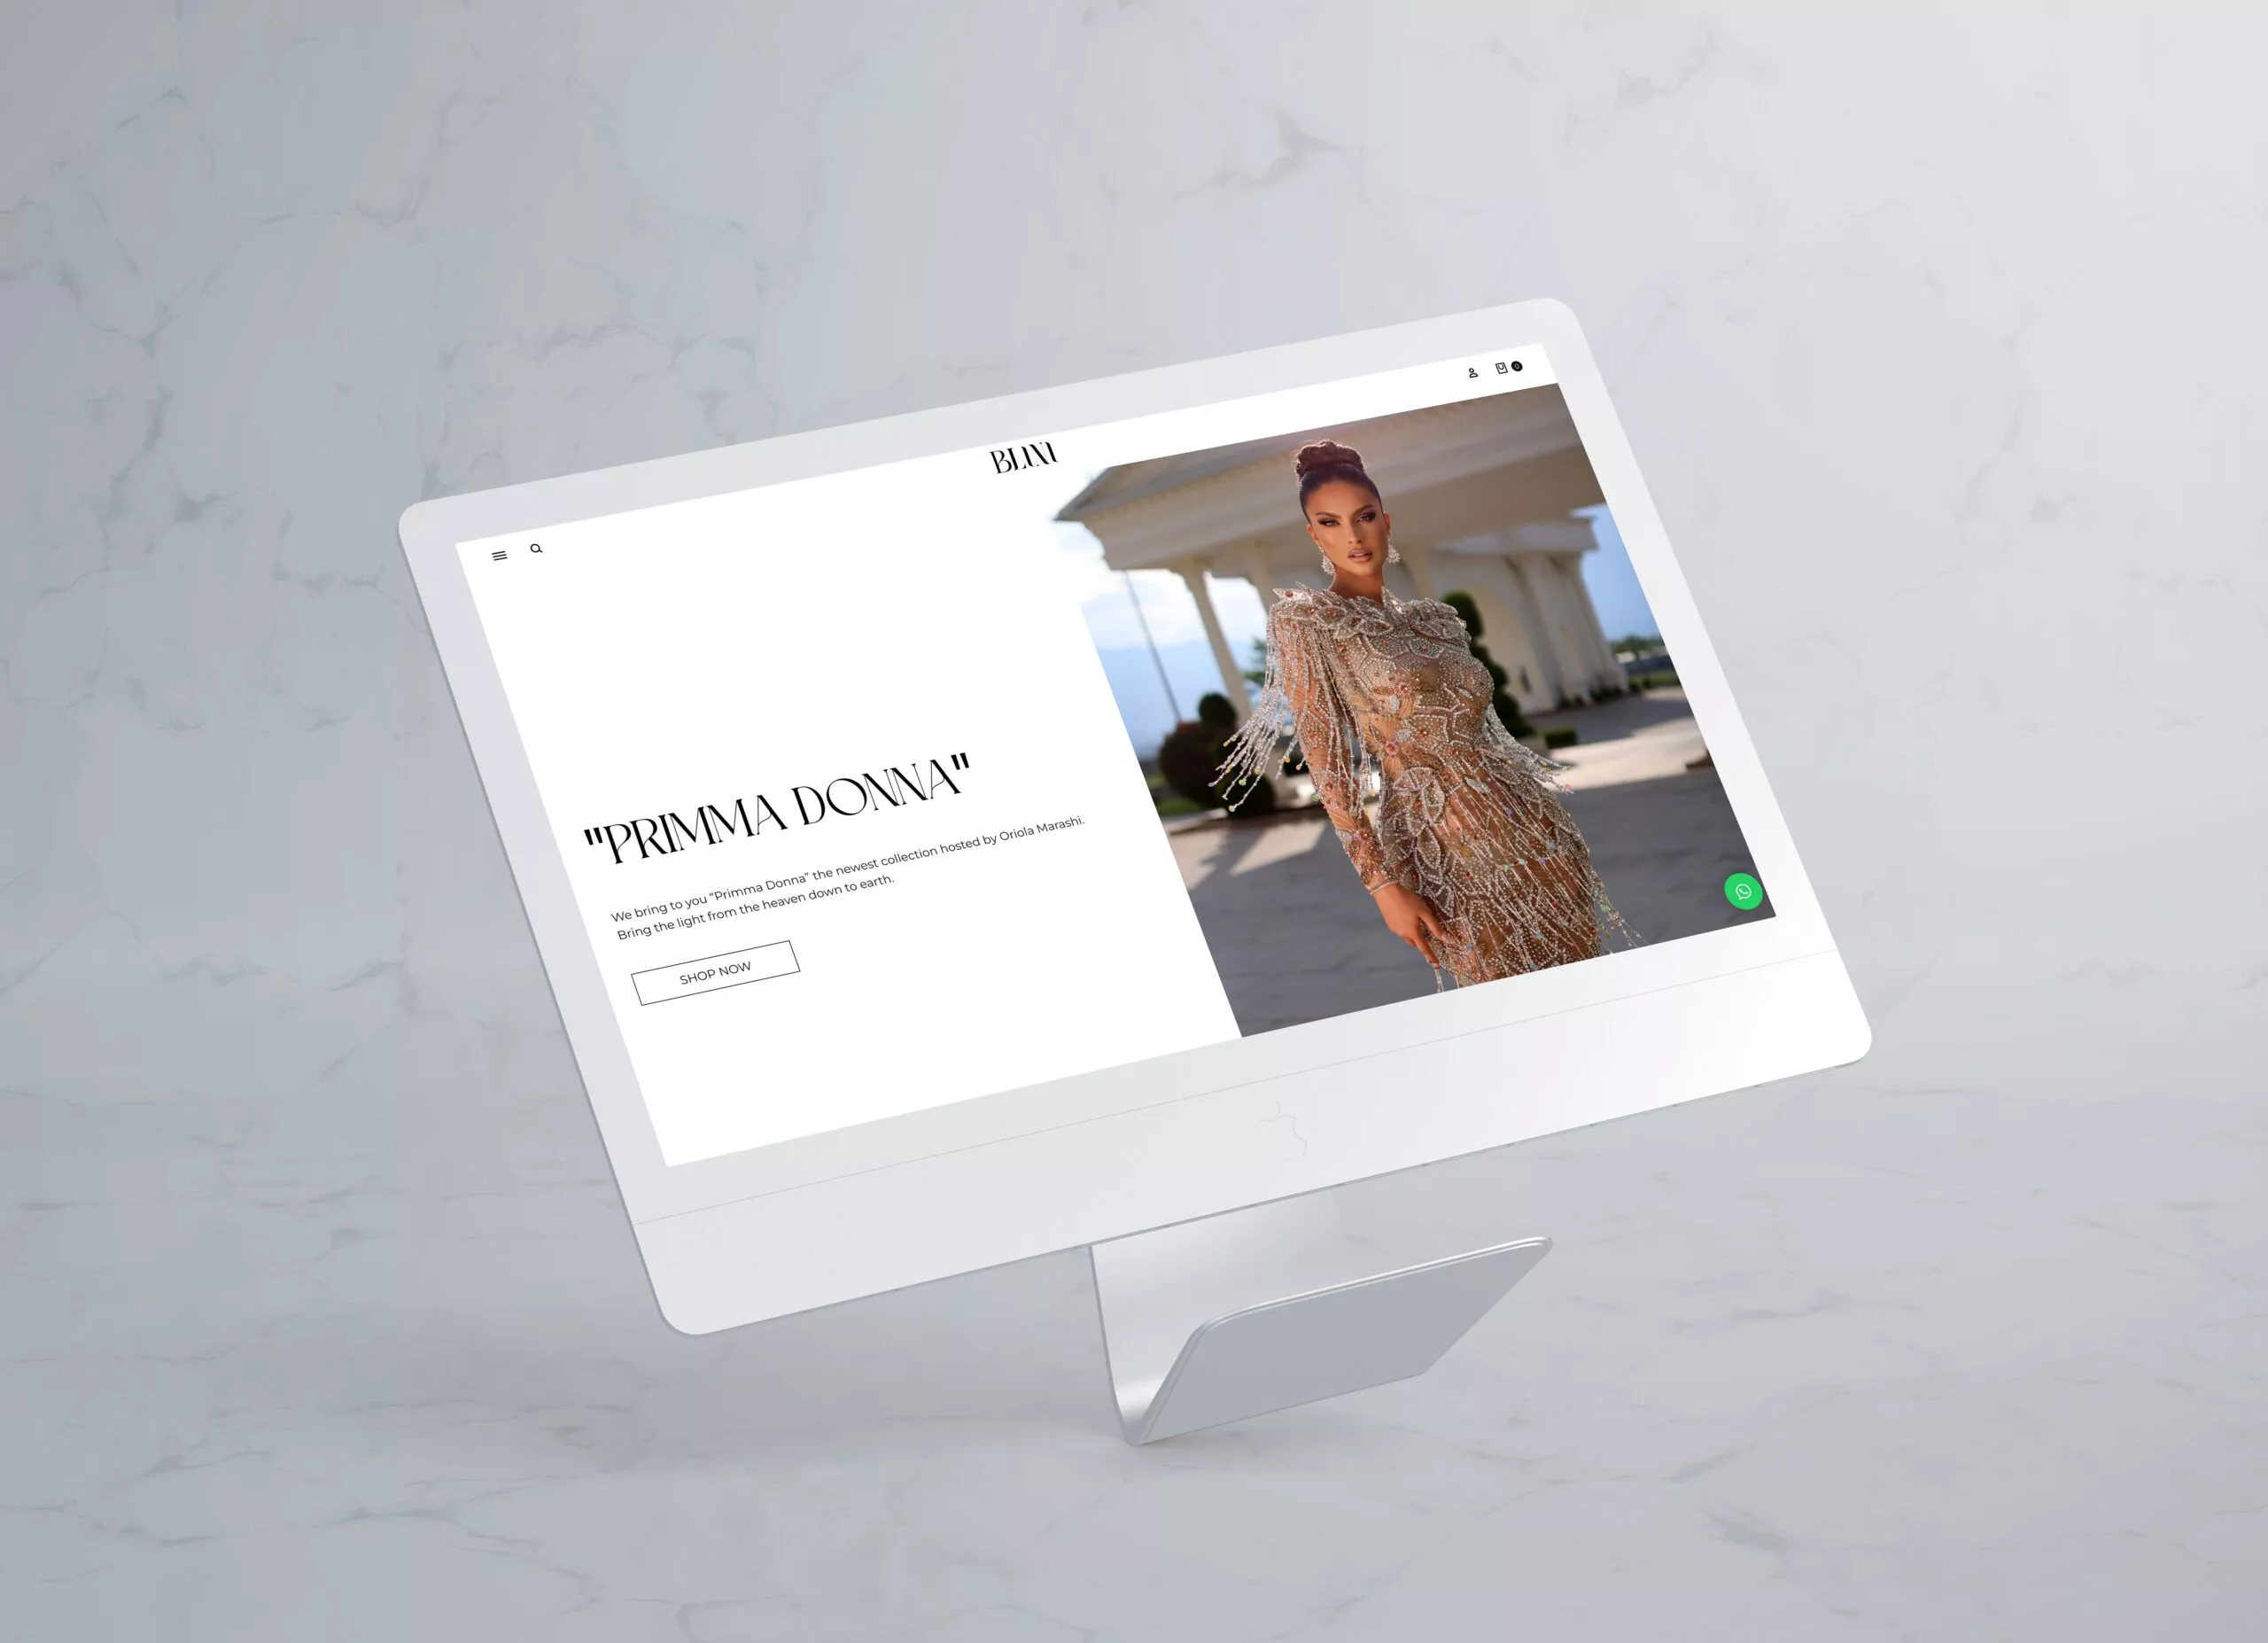 BLINI
0
"PRIMMA DONNA"
We bring to you “Primma Donna” the newest collection hosted by Oriola Marashi.
Bring the light from the heaven down to earth.
SHOP NOW